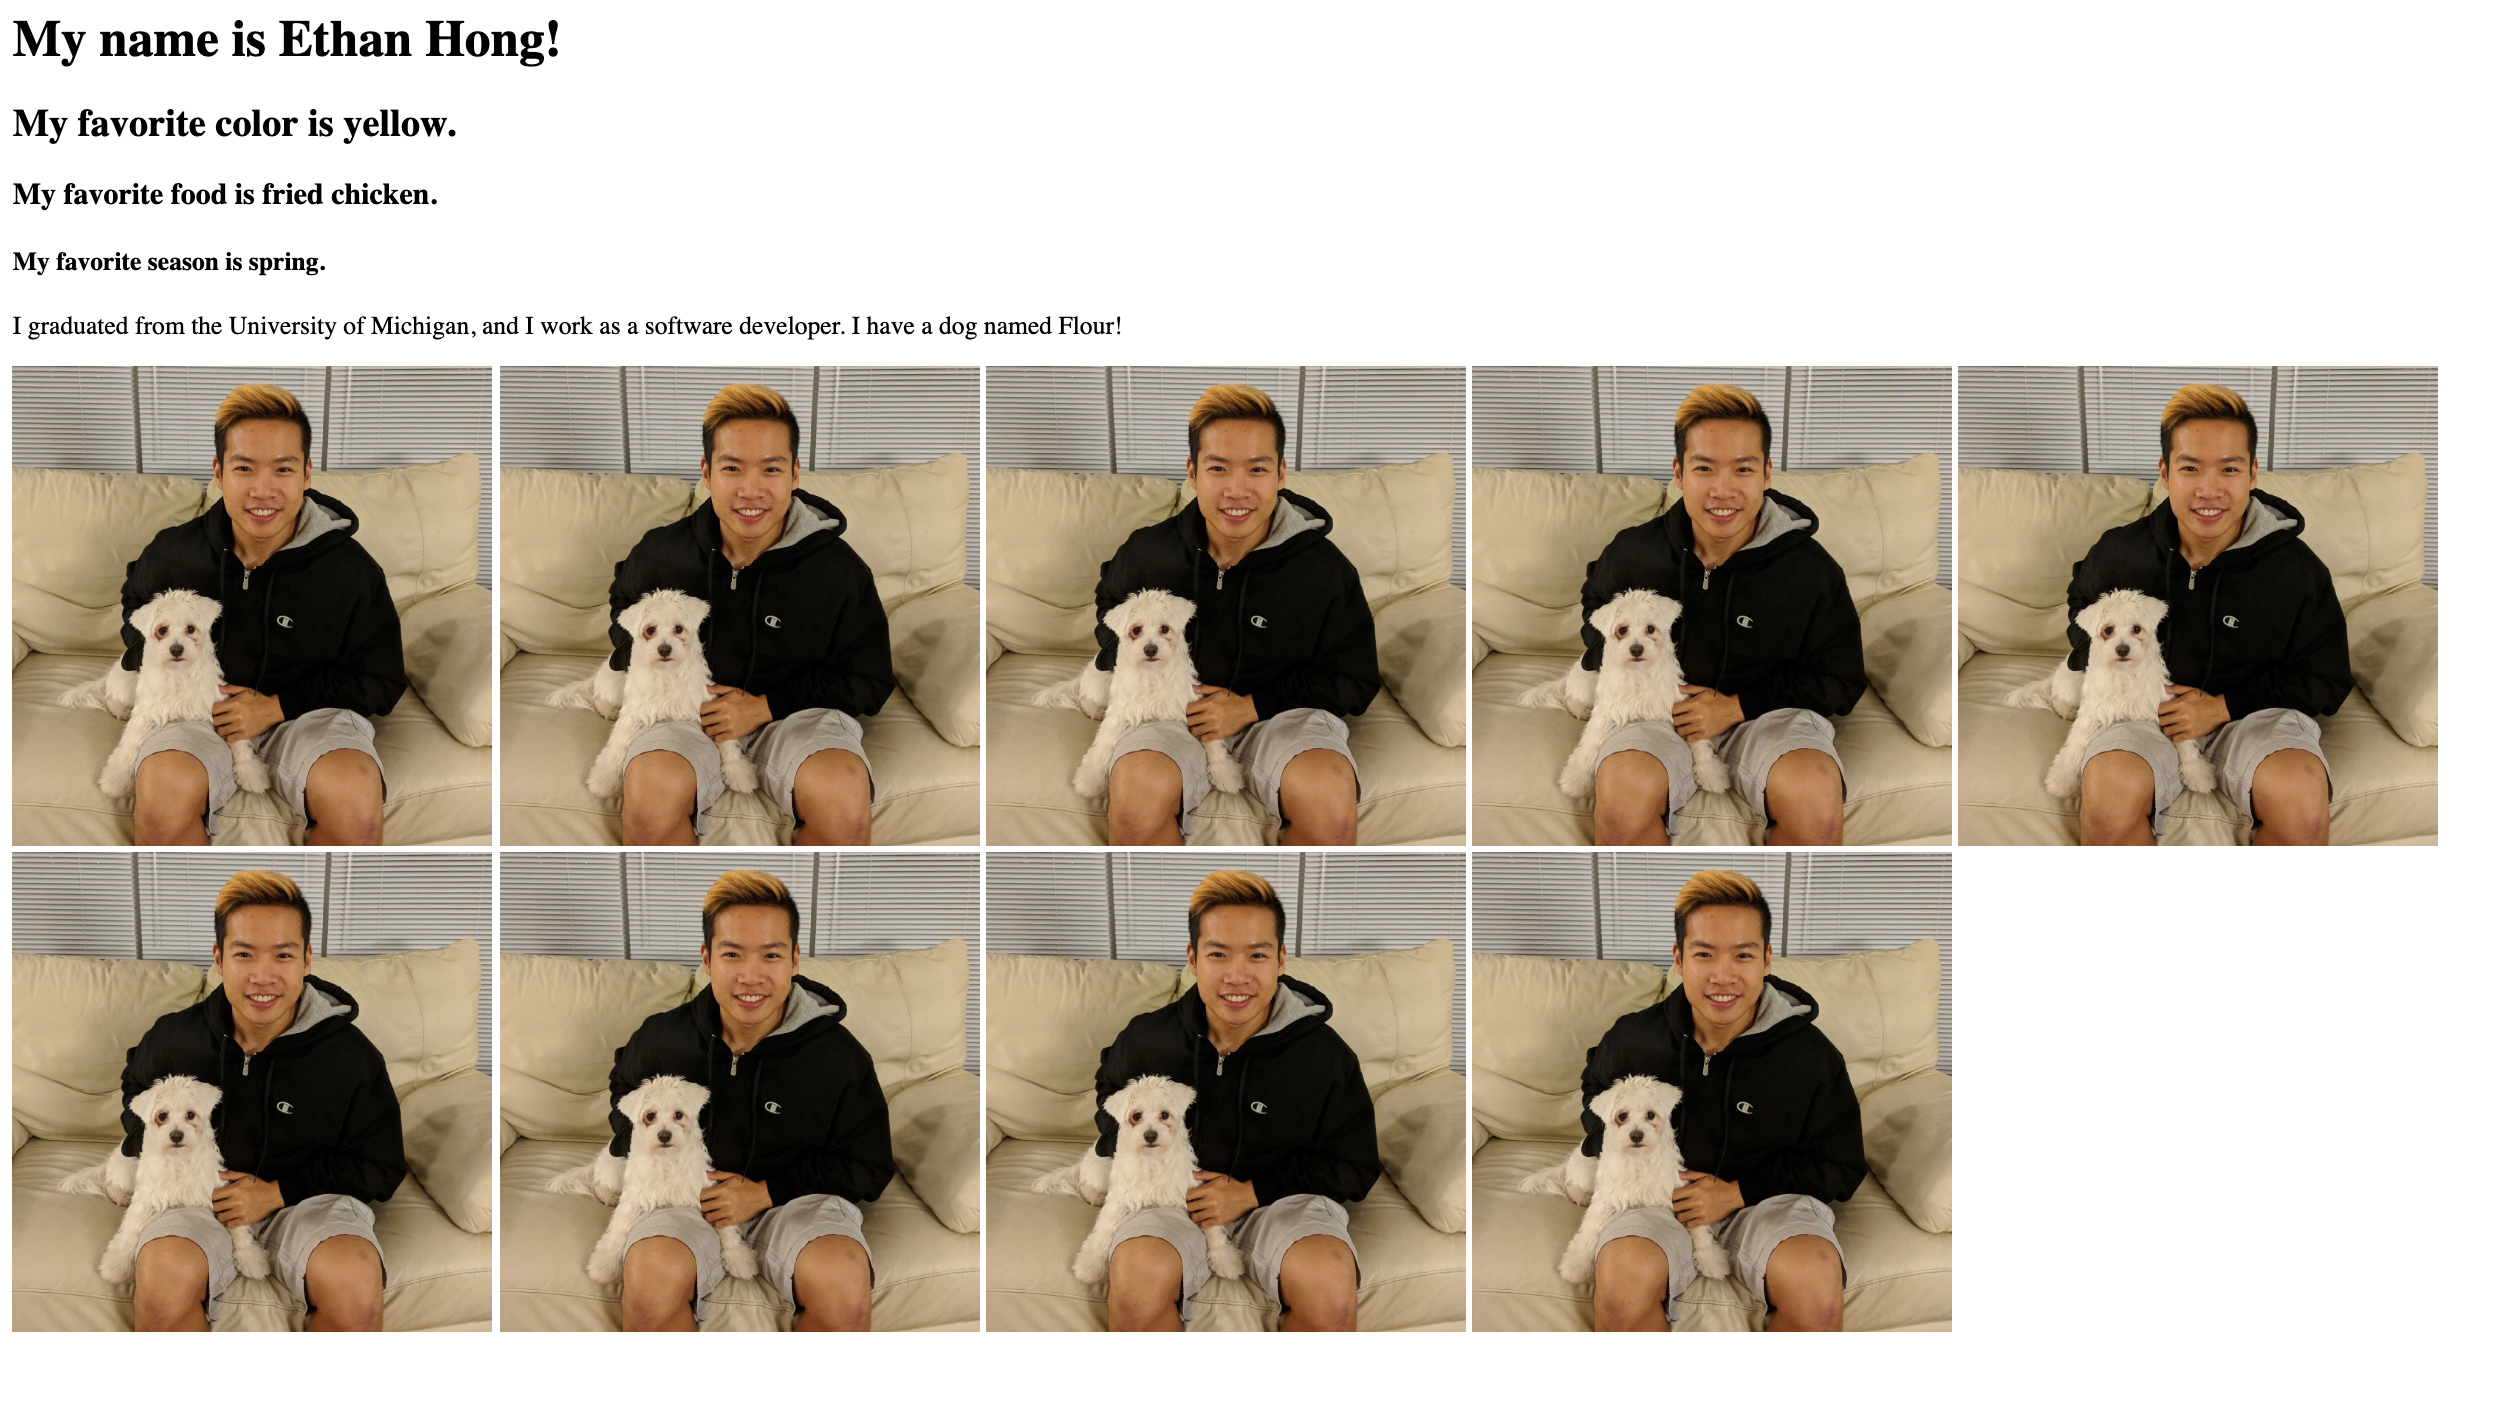 My name is Ethan Hong!
My favorite color is yellow.
My favorite food is fried chicken.
My favorite season is spring.
I graduated from the University of Michigan, and I work as a software developer. I have a dog named Flour!